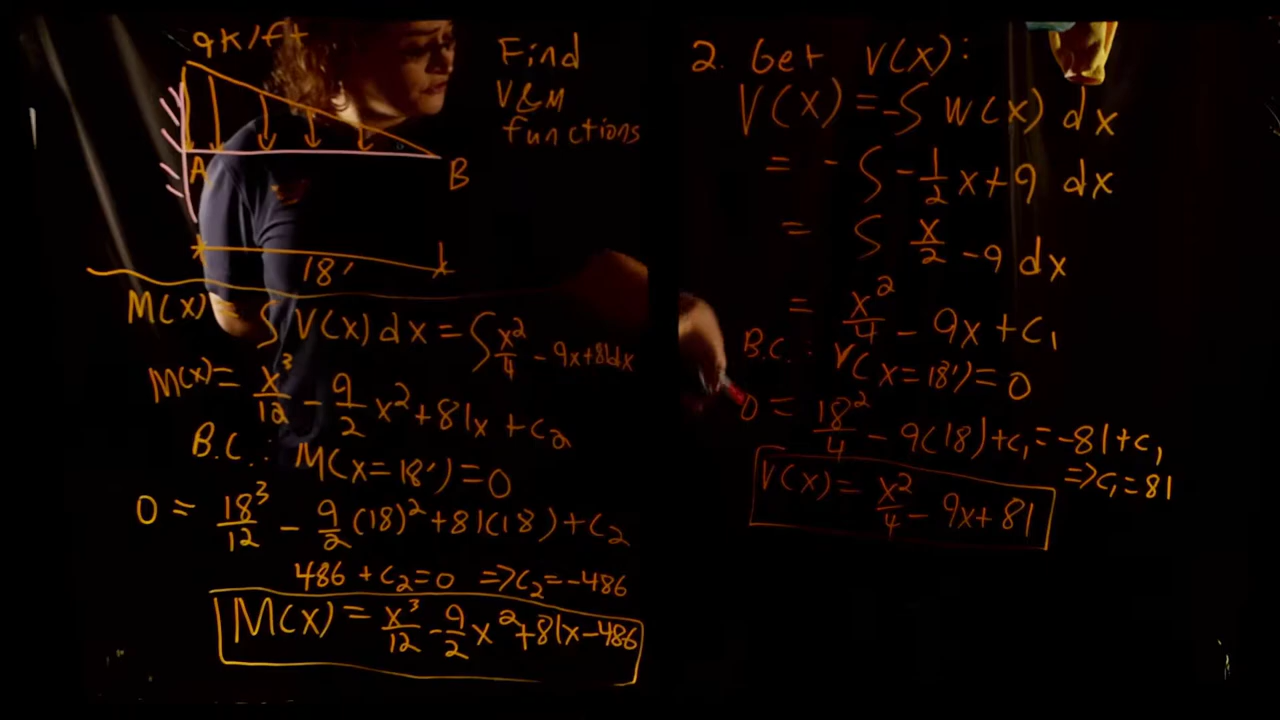 9K/ft
A
B
18'
Find
V&M
functions
M(x) = ∫V(x)dx = ∫x²/4 - 9x+81dx
M(x) = x³/12 - 9/2 x² + 81x + C₂
B.C.: M(x=18')=0
0 = 18³/12 - 9/2 (18)² + 81(18) + C₂
486 + C₂=0 => C₂=-486
M(x) = x³/12 - 9/2 x² + 81x - 486
2. Get V(x):
V(x) = -∫ w(x) dx
= - ∫ -1/2 x+9 dx
= ∫ x/2 - 9 dx
= x²/4 - 9x + C₁
B.C.: V(x=18')=0
0 = 18²/4 - 9(18)+C₁ = -81+C₁
=> C₁=81
V(x) = x²/4 - 9x+81